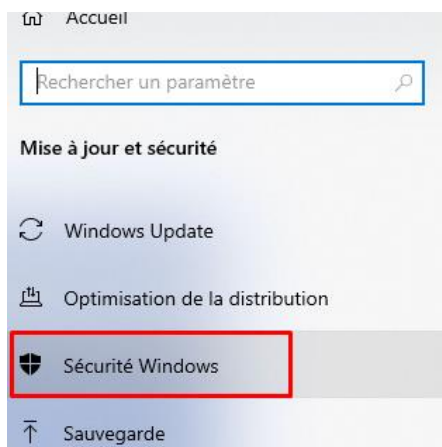 Accueil
Rechercher un paramètre
Mise à jour et sécurité
Windows Update
Optimisation de la distribution
Sécurité Windows
Sauvegarde